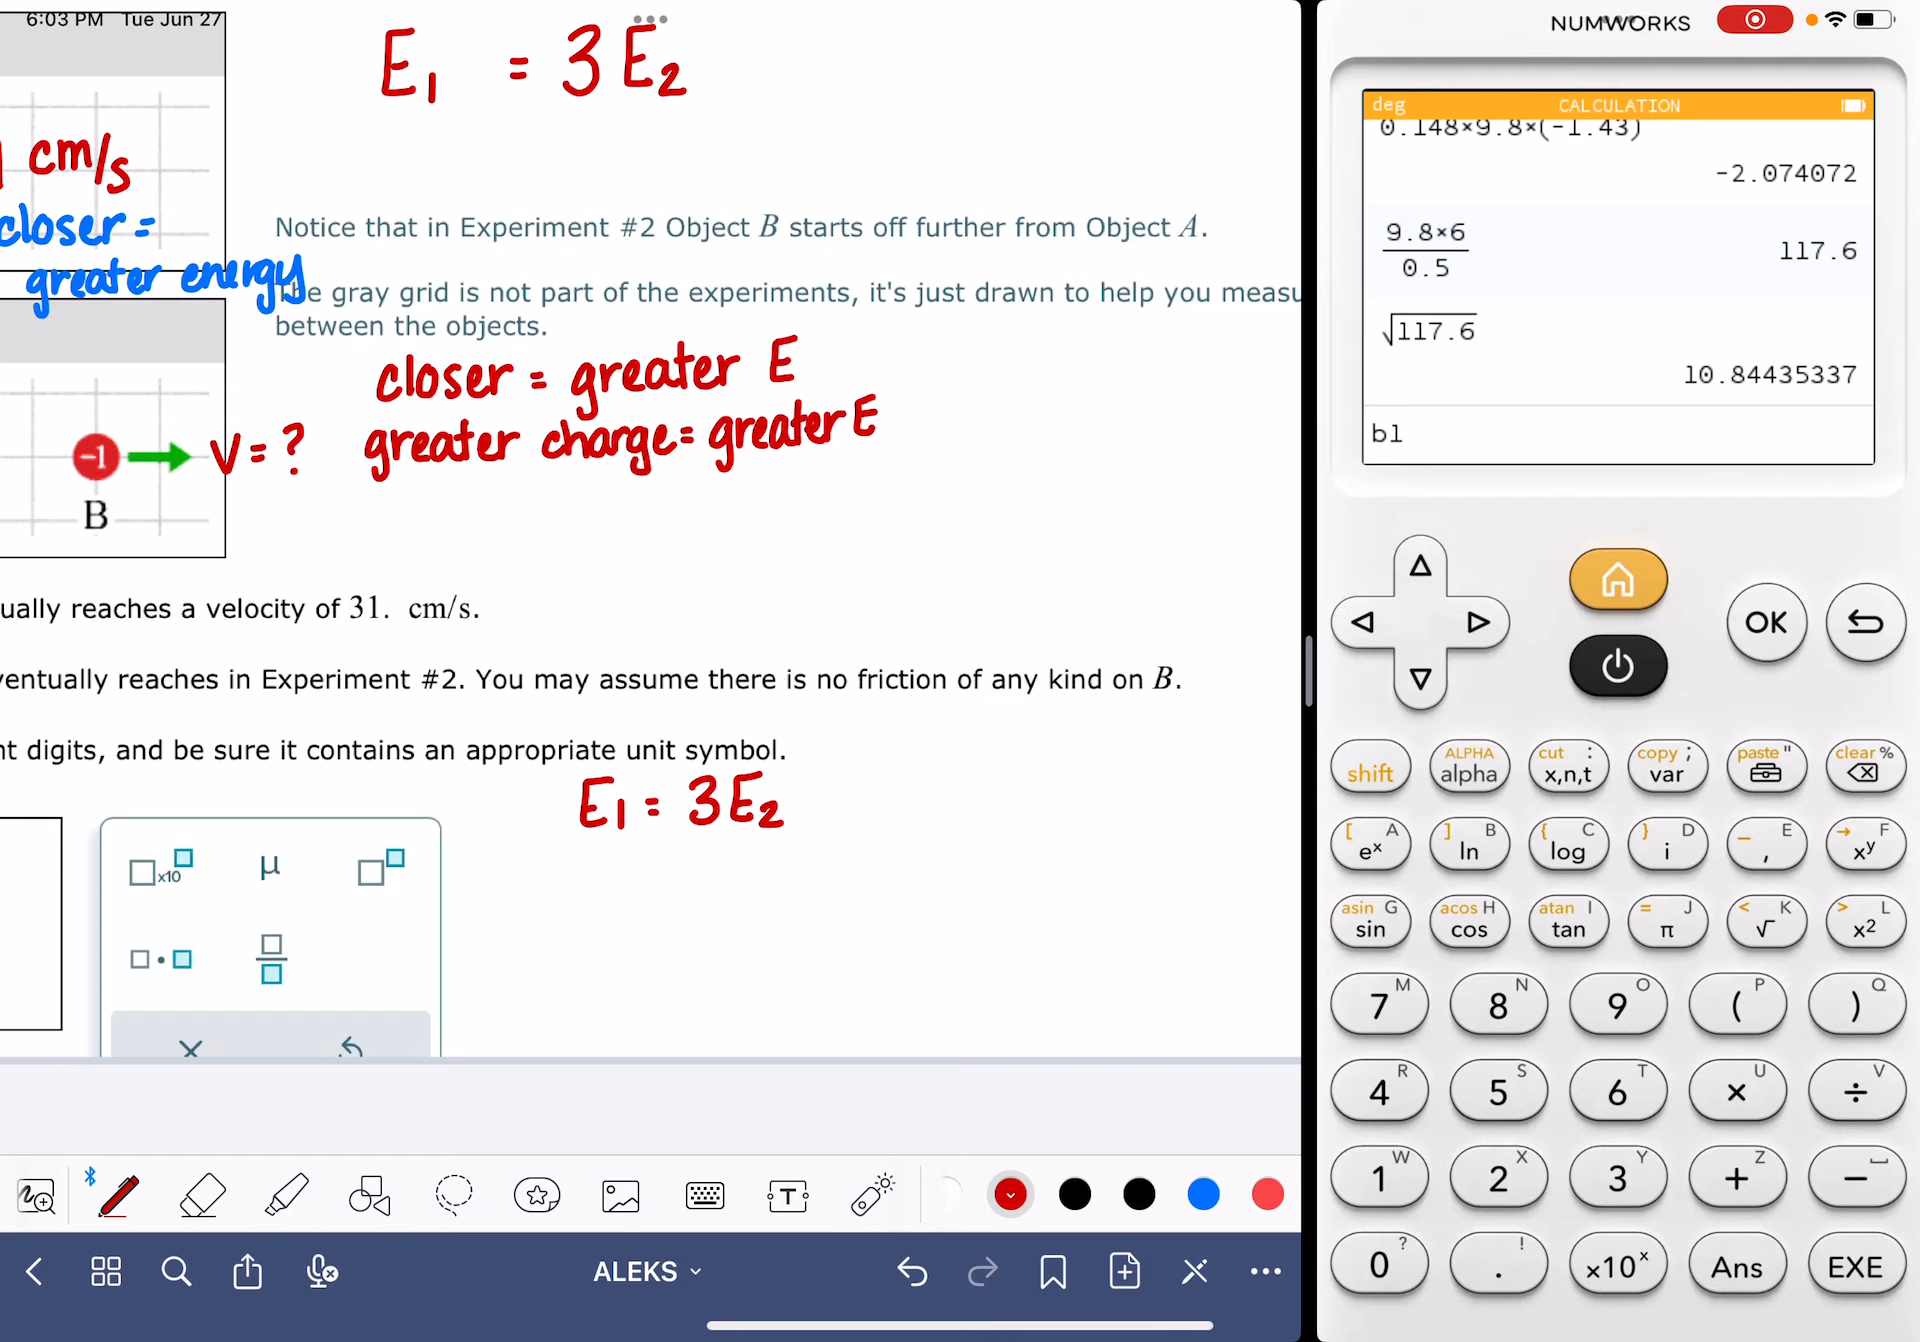 6:03 PM Tue Jun 27
E₁ = 3E₂
cm/s
closer =
greater energy
Notice that in Experiment #2 Object B starts off further from Object A.
The gray grid is not part of the experiments, it's just drawn to help you measu
between the objects.
closer = greater E
greater charge = greater E
-1
V = ?
B
ually reaches a velocity of 31. cm/s.
ventually reaches in Experiment #2. You may assume there is no friction of any kind on B.
nt digits, and be sure it contains an appropriate unit symbol.
E₁ = 3E₂
x10 μ
ALEKS
NUMWORKS
deg CALCULATION
0.148×9.8×(-1.43)
-2.074072
9.8×6
0.5
117.6
√117.6
10.84435337
bl
OK
shift ALPHA alpha cut : x,n,t copy ; var paste " clear %
[ A eˣ ] B ln { C log } D i _ E , → F xʸ
asin G sin acos H cos atan I tan = J π < K √ > L x²
7 M 8 N 9 O ( P ) Q
4 R 5 S 6 T × U ÷ V
1 W 2 X 3 Y + Z −
0 ? . ! ×10ˣ Ans EXE